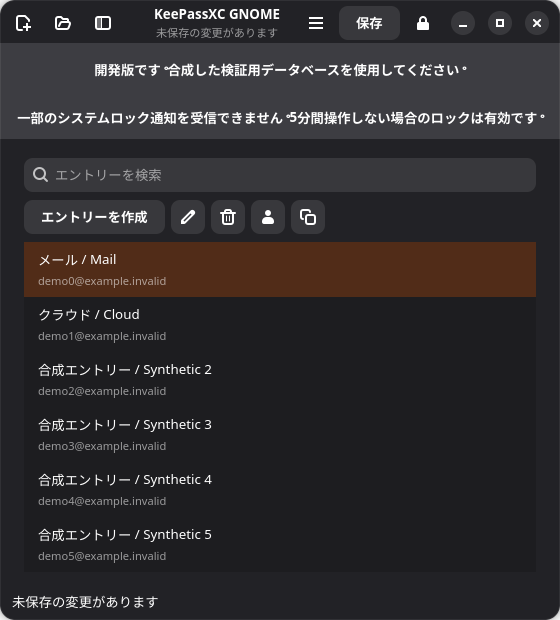 KeePassXC GNOME
未保存の変更があります
保存
開発版です。合成した検証用データベースを使用してください。
一部のシステムロック通知を受信できません。5分間操作しない場合のロックは有効です。
エントリーを検索
エントリーを作成
メール / Mail
demo0@example.invalid
クラウド / Cloud
demo1@example.invalid
合成エントリー / Synthetic 2
demo2@example.invalid
合成エントリー / Synthetic 3
demo3@example.invalid
合成エントリー / Synthetic 4
demo4@example.invalid
合成エントリー / Synthetic 5
demo5@example.invalid
未保存の変更があります